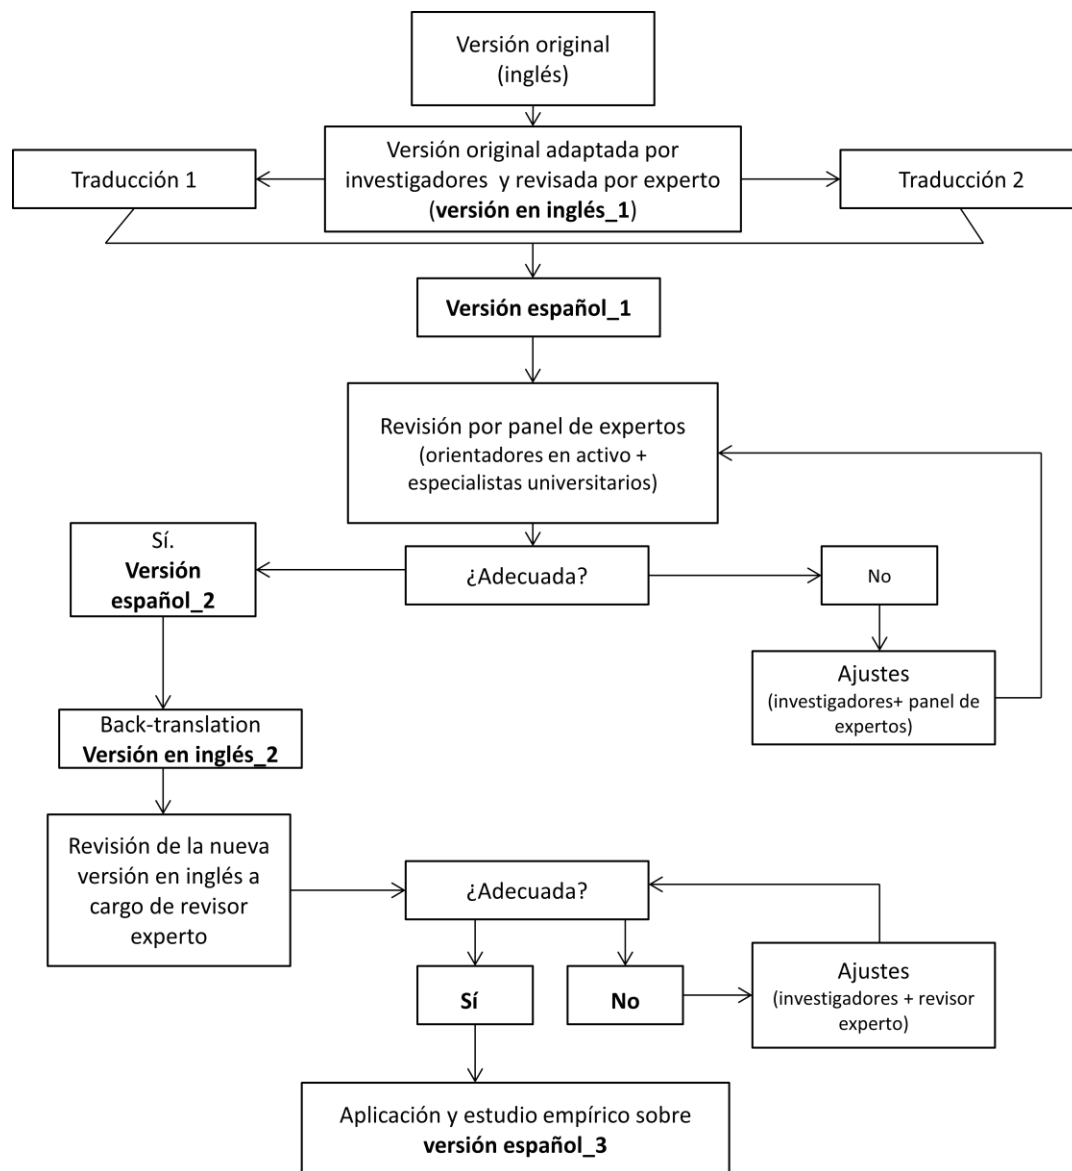 Versión original
(inglés)
Versión original adaptada por
investigadores y revisada por experto
(versión en inglés_1)
Traducción 1
Traducción 2
Versión español_1
Revisión por panel de expertos
(orientadores en activo +
especialistas universitarios)
¿Adecuada?
Sí.
Versión
español_2
No
Ajustes
(investigadores+ panel de
expertos)
Back-translation
Versión en inglés_2
Revisión de la nueva
versión en inglés a
cargo de revisor
experto
¿Adecuada?
Sí
No
Ajustes
(investigadores + revisor
experto)
Aplicación y estudio empírico sobre
versión español_3